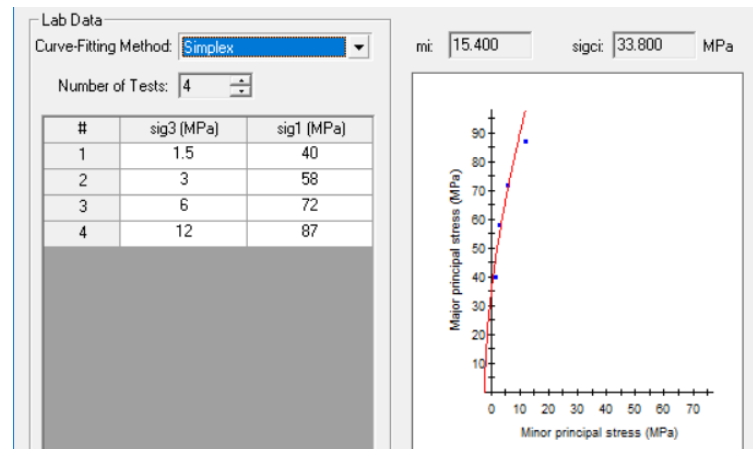 Lab Data
Curve-Fitting Method: Simplex
Number of Tests: 4
# sig3 (MPa) sig1 (MPa)
1 1.5 40
2 3 58
3 6 72
4 12 87
mi: 15.400 sigci: 33.800 MPa
Major principal stress (MPa)
90
80
70
60
50
40
30
20
10
0 10 20 30 40 50 60 70
Minor principal stress (MPa)